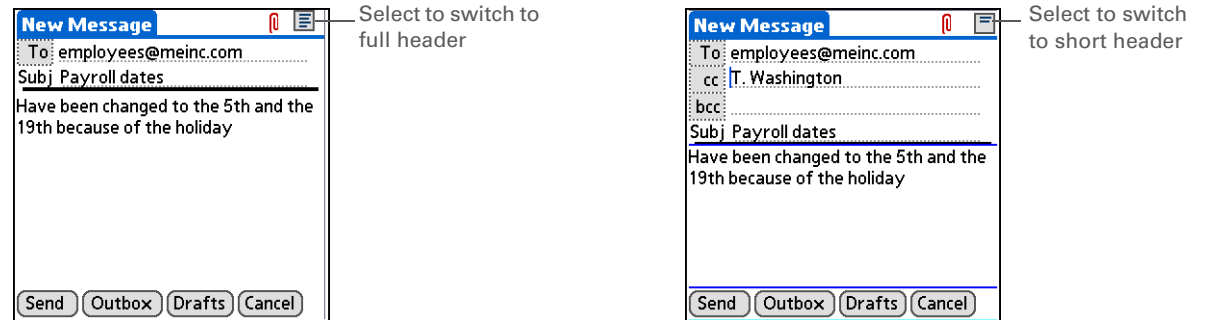 New Message
To employees@meinc.com
Subj Payroll dates
Have been changed to the 5th and the
19th because of the holiday
Send Outbox Drafts Cancel
Select to switch to
full header
New Message
To employees@meinc.com
cc T. Washington
bcc
Subj Payroll dates
Have been changed to the 5th and the
19th because of the holiday
Send Outbox Drafts Cancel
Select to switch
to short header